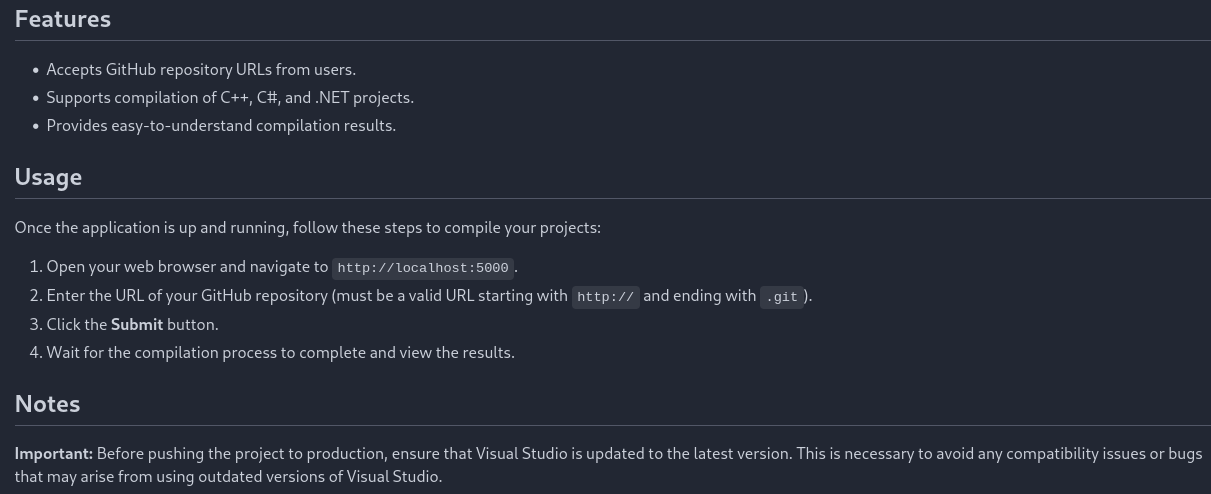 Features
• Accepts GitHub repository URLs from users.
• Supports compilation of C++, C#, and .NET projects.
• Provides easy-to-understand compilation results.
Usage
Once the application is up and running, follow these steps to compile your projects:
1. Open your web browser and navigate to http://localhost:5000.
2. Enter the URL of your GitHub repository (must be a valid URL starting with http:// and ending with .git).
3. Click the Submit button.
4. Wait for the compilation process to complete and view the results.
Notes
Important: Before pushing the project to production, ensure that Visual Studio is updated to the latest version. This is necessary to avoid any compatibility issues or bugs
that may arise from using outdated versions of Visual Studio.